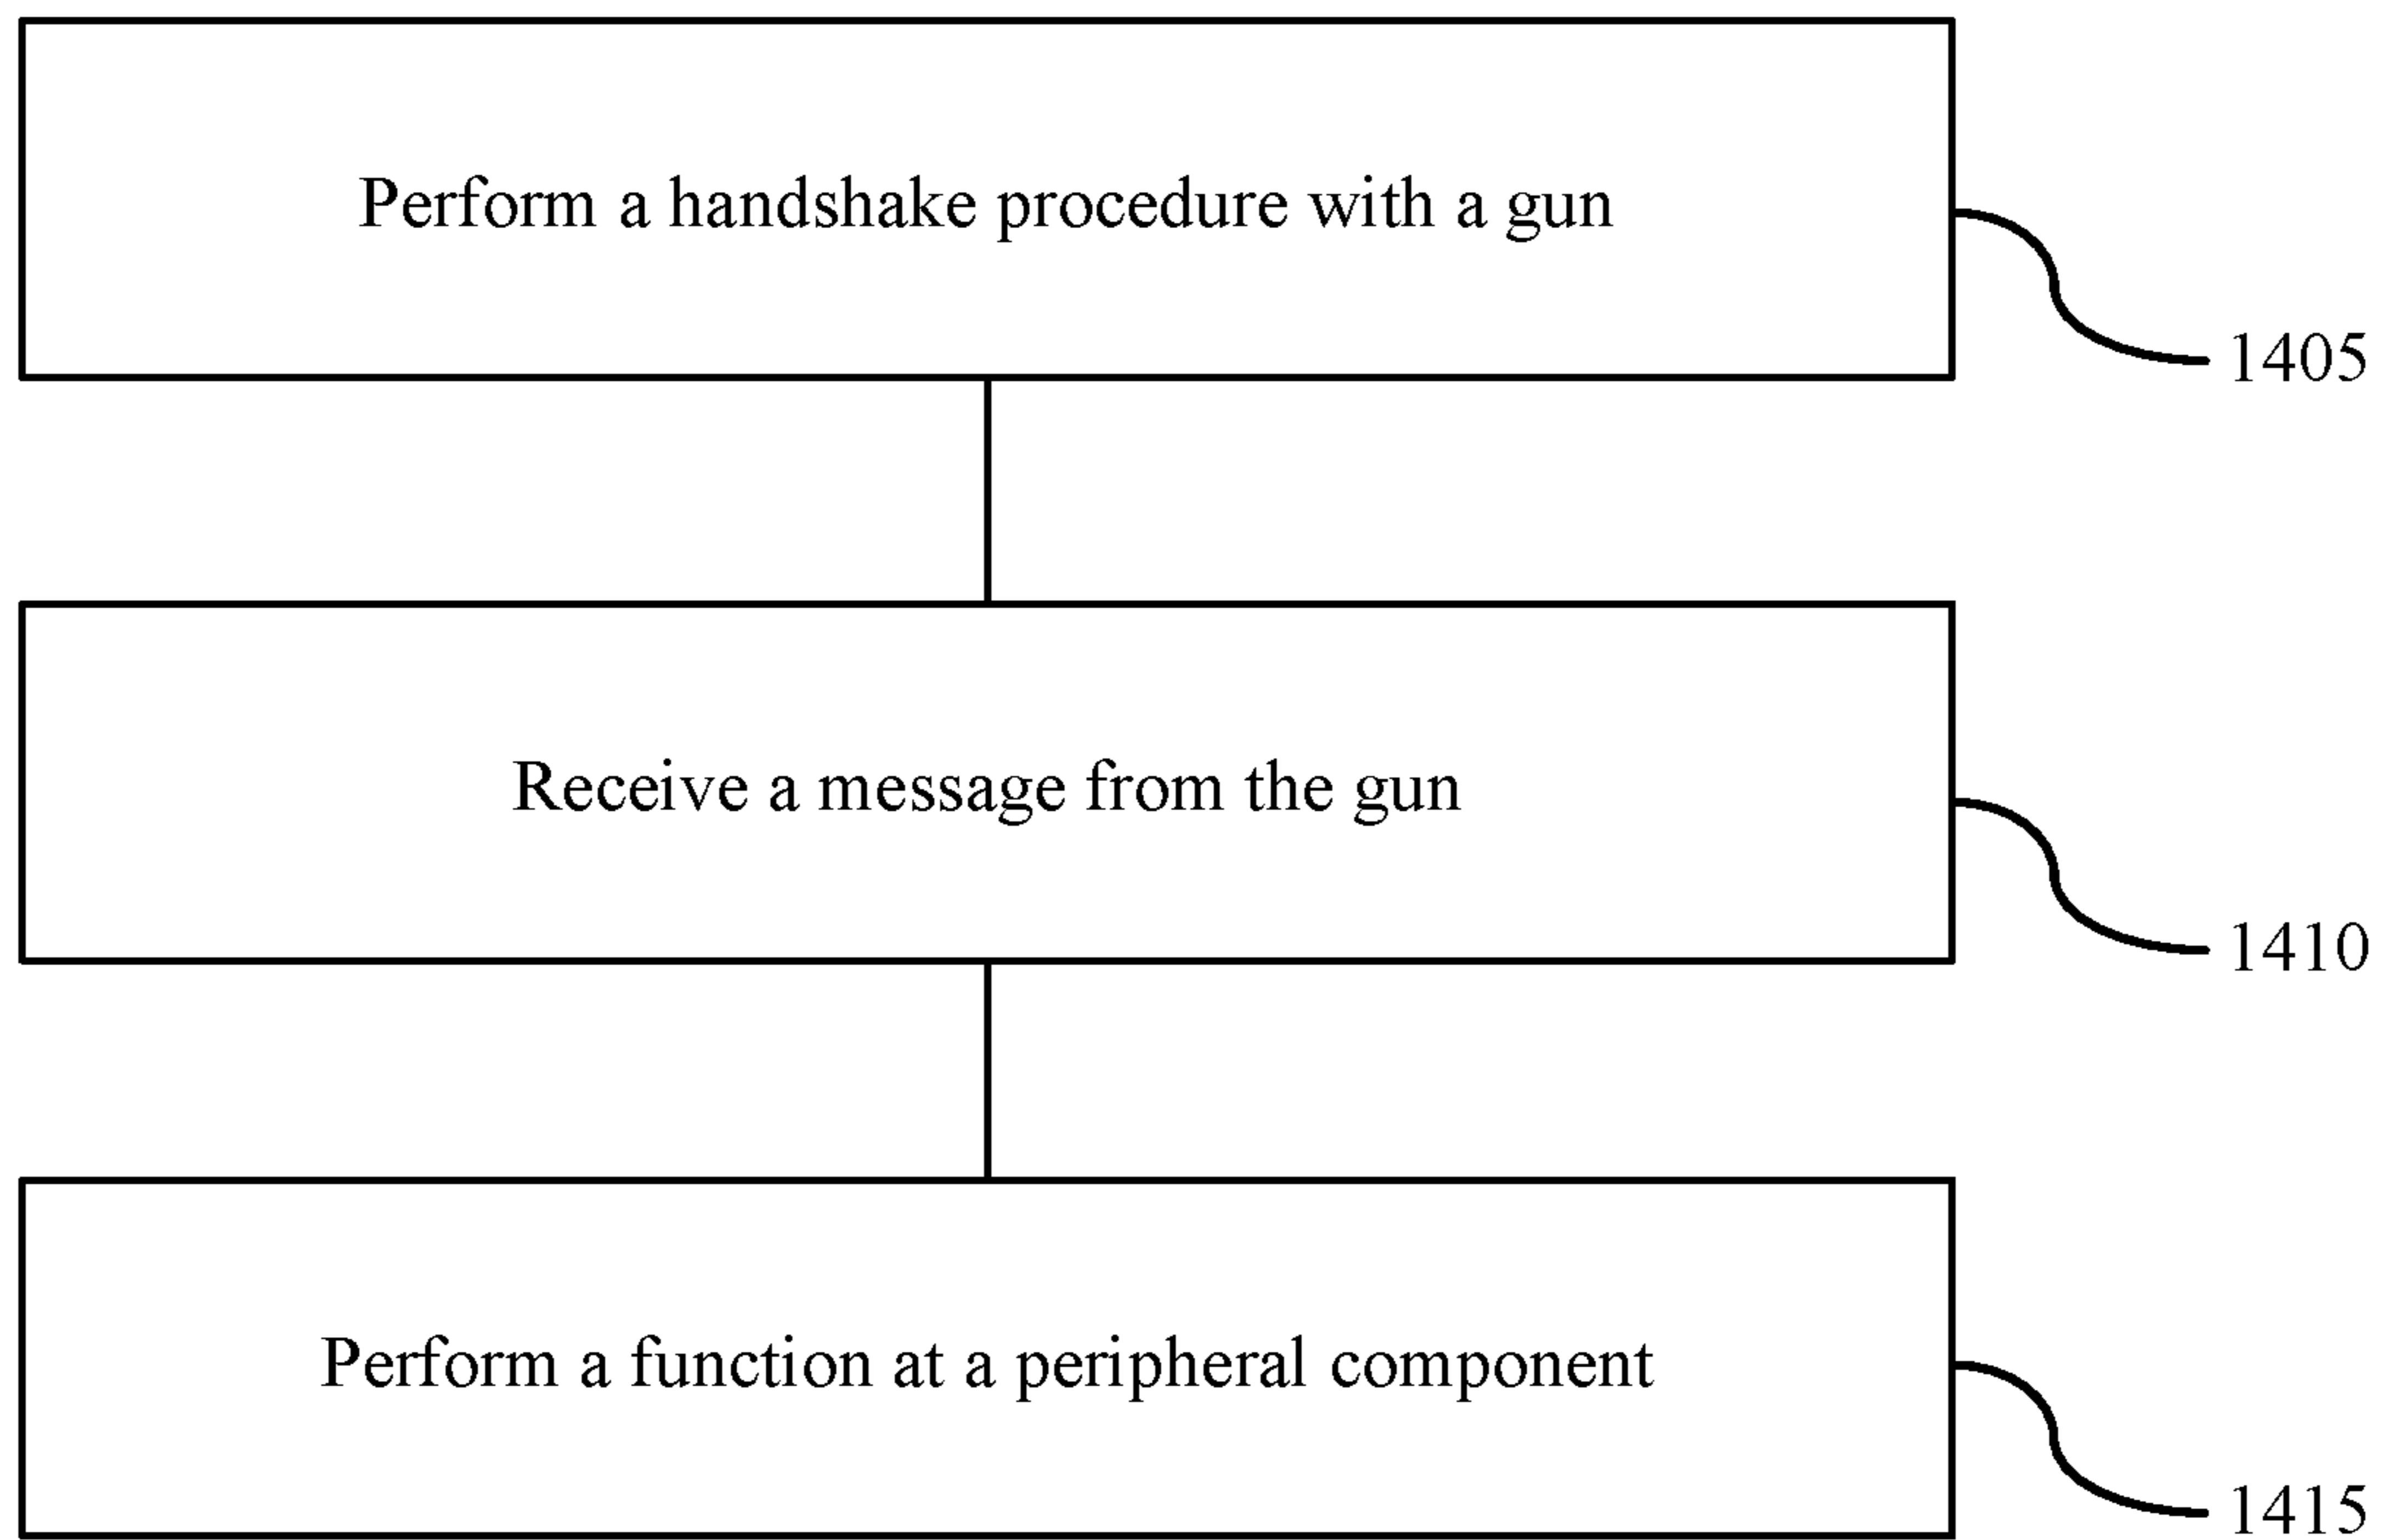 Perform a handshake procedure with a gun
1405
Receive a message from the gun
1410
Perform a function at a peripheral component
1415